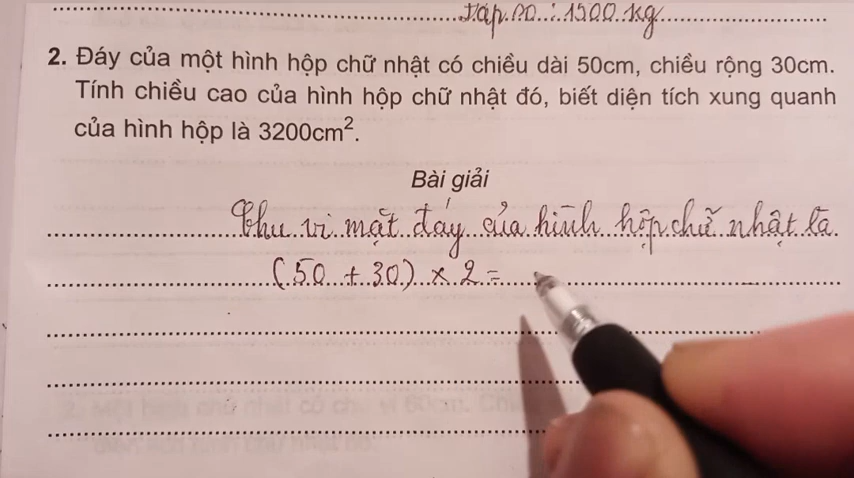 Đáp số : 1500 kg
2. Đáy của một hình hộp chữ nhật có chiều dài 50cm, chiều rộng 30cm.
Tính chiều cao của hình hộp chữ nhật đó, biết diện tích xung quanh
của hình hộp là 3200cm².
Bài giải
Chu vi mặt đáy của hình hộp chữ nhật là
(50 + 30) × 2 =